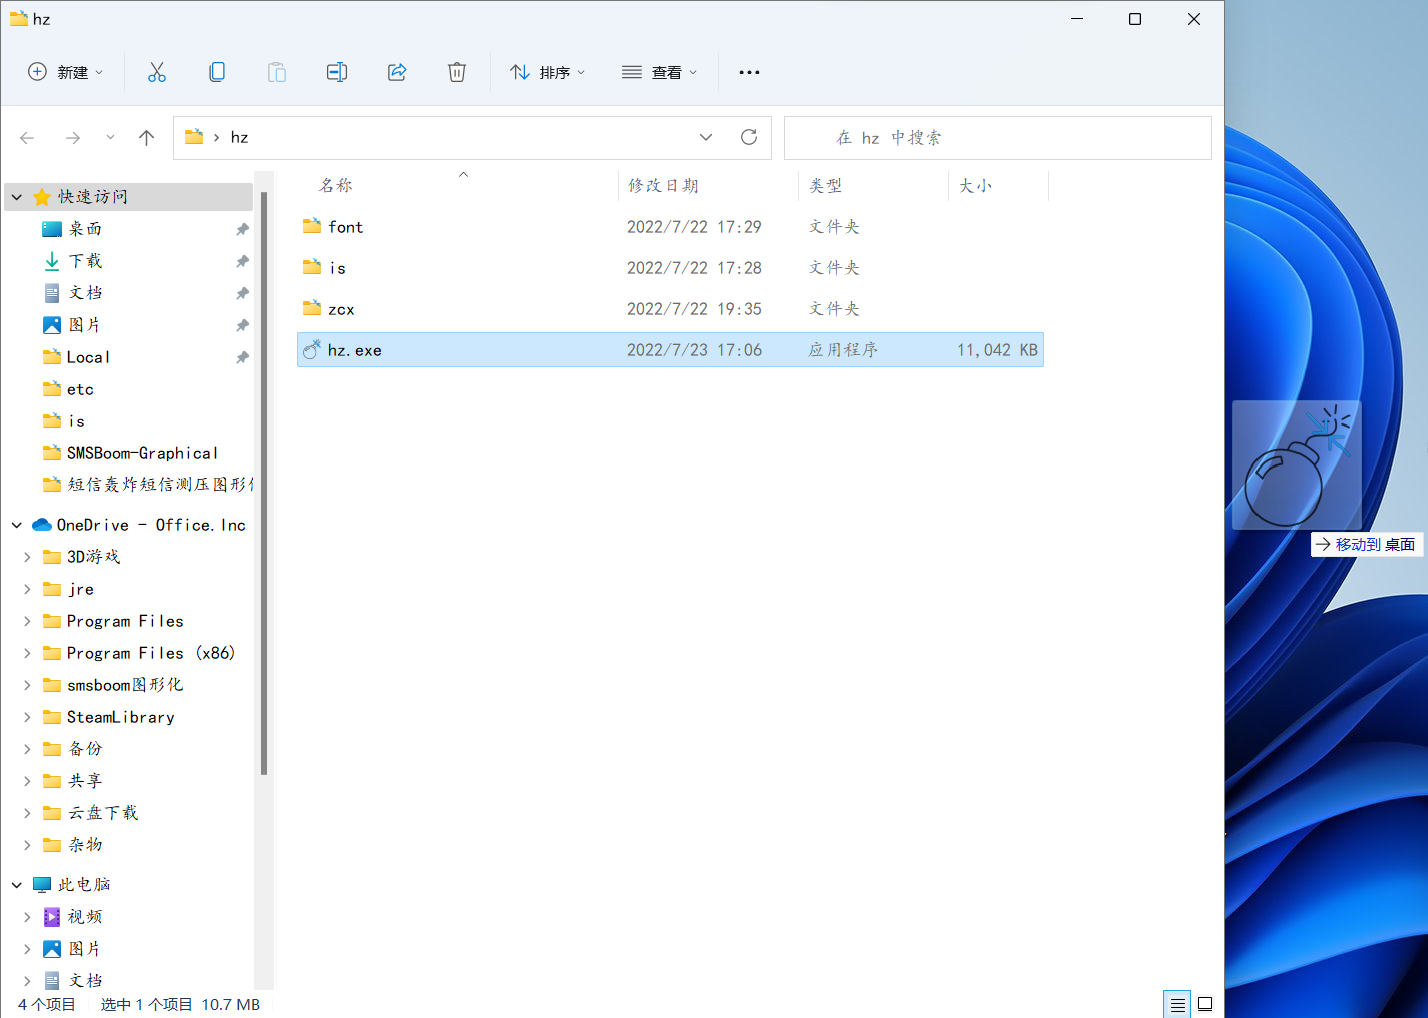 hz
新建
排序
查看
hz
在 hz 中搜索
名称
修改日期
类型
大小
font
2022/7/22 17:29
文件夹
is
2022/7/22 17:28
文件夹
zcx
2022/7/22 19:35
文件夹
hz.exe
2022/7/23 17:06
应用程序
11,042 KB
快速访问
桌面
下载
文档
图片
Local
etc
is
SMSBoom-Graphical
短信轰炸短信测压图形
OneDrive - Office.Inc
3D游戏
jre
Program Files
Program Files (x86)
smsboom图形化
SteamLibrary
备份
共享
云盘下载
杂物
此电脑
视频
图片
文档
移动到 桌面
4 个项目
选中 1 个项目 10.7 MB